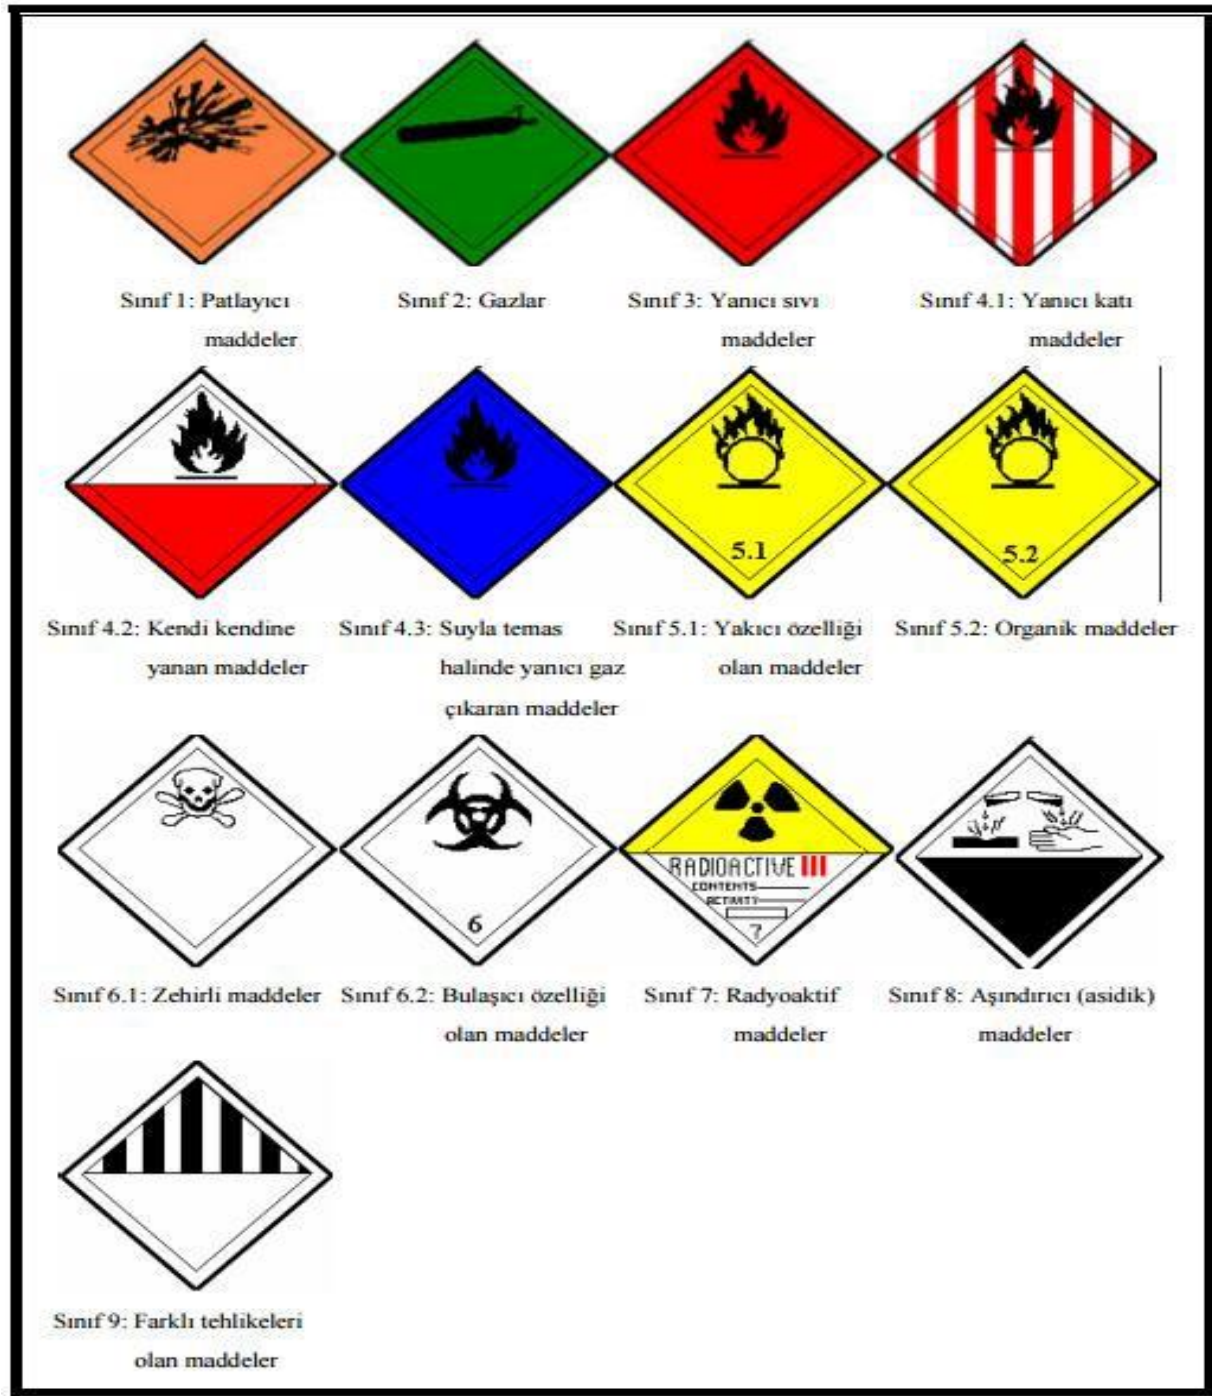 Sınıf 1: Patlayıcı
maddeler
Sınıf 2: Gazlar
Sınıf 3: Yanıcı sıvı
maddeler
Sınıf 4.1: Yanıcı katı
maddeler
5.1
5.2
Sınıf 4.2: Kendi kendine
yanan maddeler
Sınıf 4.3: Suyla temas
halinde yanıcı gaz
çıkaran maddeler
Sınıf 5.1: Yakıcı özelliği
olan maddeler
Sınıf 5.2: Organik maddeler
6
RADIOACTIVE III
CONTENTS
ACTIVITY
7
Sınıf 6.1: Zehirli maddeler
Sınıf 6.2: Bulaşıcı özelliği
olan maddeler
Sınıf 7: Radyoaktif
maddeler
Sınıf 8: Aşındırıcı (asidik)
maddeler
Sınıf 9: Farklı tehlikeleri
olan maddeler